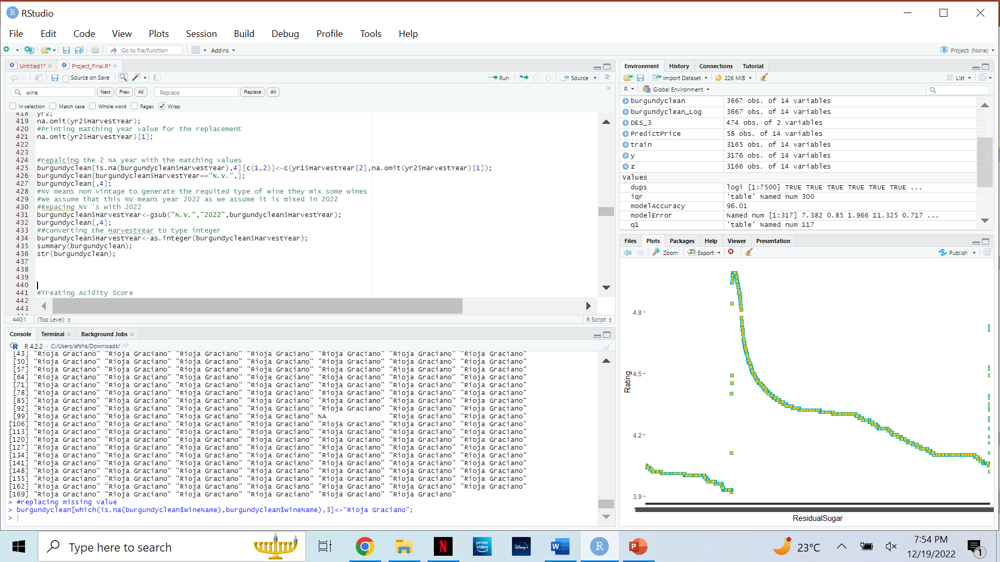 RStudio
File Edit Code View Plots Session Build Debug Profile Tools Help
Go to file/function Addins Project: (None)
Untitled1* Project_Final.R*
Source on Save Run Source
wine Next Prev All Replace Replace All
In selection Match case Whole word Regex Wrap
418 yr2;
419 na.omit(yr2$HarvestYear);
420 #Printing matching year value for the replacement
421 na.omit(yr2$HarvestYear)[1];
422
423
424 #repalcing the 2 NA year with the matching values
425 burgundyclean[is.na(burgundyclean$HarvestYear),4][c(1,2)]<-c(yr1$HarvestYear[2],na.omit(yr2$HarvestYear)[1]);
426 burgundyclean[burgundyclean$HarvestYear=="N.V.",];
427 burgundyclean[,4];
428 #NV means non vintage to generate the requited type of wine they mix some wines
429 #We assume that this NV means year 2022 as we assume it is mixed in 2022
430 #Repacing NV 's with 2022
431 burgundyclean$HarvestYear<-gsub("N.V.","2022",burgundyclean$HarvestYear);
432 burgundyclean[,4];
433 ##converting the HarvestYear to type integer
434 burgundyclean$HarvestYear<-as.integer(burgundyclean$HarvestYear);
435 summary(burgundyclean);
436 str(burgundyclean);
437
438
439
440
441 #Treating Acidity Score
442
443
440:1 (Top Level) R Script
Console Terminal Background Jobs
R 4.2.2 · C:/Users/afsha/Downloads/
[43] "Rioja Graciano" "Rioja Graciano" "Rioja Graciano" "Rioja Graciano" "Rioja Graciano" "Rioja Graciano" "Rioja Graciano"
[50] "Rioja Graciano" "Rioja Graciano" "Rioja Graciano" "Rioja Graciano" "Rioja Graciano" "Rioja Graciano" "Rioja Graciano"
[57] "Rioja Graciano" "Rioja Graciano" "Rioja Graciano" "Rioja Graciano" "Rioja Graciano" "Rioja Graciano" "Rioja Graciano"
[64] "Rioja Graciano" "Rioja Graciano" "Rioja Graciano" "Rioja Graciano" "Rioja Graciano" "Rioja Graciano" "Rioja Graciano"
[71] "Rioja Graciano" "Rioja Graciano" "Rioja Graciano" "Rioja Graciano" "Rioja Graciano" "Rioja Graciano" "Rioja Graciano"
[78] "Rioja Graciano" "Rioja Graciano" "Rioja Graciano" "Rioja Graciano" "Rioja Graciano" "Rioja Graciano" "Rioja Graciano"
[85] "Rioja Graciano" "Rioja Graciano" "Rioja Graciano" "Rioja Graciano" "Rioja Graciano" "Rioja Graciano" "Rioja Graciano"
[92] "Rioja Graciano" "Rioja Graciano" "Rioja Graciano" "Rioja Graciano" "Rioja Graciano" "Rioja Graciano" "Rioja Graciano"
[99] "Rioja Graciano" "Rioja Graciano" "Rioja Graciano" "Rioja Graciano" NA "Rioja Graciano" "Rioja Graciano"
[106] "Rioja Graciano" "Rioja Graciano" "Rioja Graciano" "Rioja Graciano" "Rioja Graciano" "Rioja Graciano" "Rioja Graciano"
[113] "Rioja Graciano" "Rioja Graciano" "Rioja Graciano" "Rioja Graciano" "Rioja Graciano" "Rioja Graciano" "Rioja Graciano"
[120] "Rioja Graciano" "Rioja Graciano" "Rioja Graciano" "Rioja Graciano" "Rioja Graciano" "Rioja Graciano" "Rioja Graciano"
[127] "Rioja Graciano" "Rioja Graciano" "Rioja Graciano" "Rioja Graciano" "Rioja Graciano" "Rioja Graciano" "Rioja Graciano"
[134] "Rioja Graciano" "Rioja Graciano" "Rioja Graciano" "Rioja Graciano" "Rioja Graciano" "Rioja Graciano" "Rioja Graciano"
[141] "Rioja Graciano" "Rioja Graciano" "Rioja Graciano" "Rioja Graciano" "Rioja Graciano" "Rioja Graciano" "Rioja Graciano"
[148] "Rioja Graciano" "Rioja Graciano" "Rioja Graciano" "Rioja Graciano" "Rioja Graciano" "Rioja Graciano" "Rioja Graciano"
[155] "Rioja Graciano" "Rioja Graciano" "Rioja Graciano" "Rioja Graciano" "Rioja Graciano" "Rioja Graciano" "Rioja Graciano"
[162] "Rioja Graciano" "Rioja Graciano" "Rioja Graciano" "Rioja Graciano" "Rioja Graciano" "Rioja Graciano" "Rioja Graciano"
[169] "Rioja Graciano" "Rioja Graciano" "Rioja Graciano" "Rioja Graciano" "Rioja Graciano" "Rioja Graciano"
> #replacing missing value
> burgundyclean[which(is.na(burgundyclean$WineName),burgundyclean$WineName),3]<-"Rioja Graciano";
>
Environment History Connections Tutorial
Import Dataset 226 MiB List
R Global Environment
burgundyclean 3667 obs. of 14 variables
burgundyclean_Log 3667 obs. of 14 variables
DES_3 474 obs. of 2 variables
PredictPrice 58 obs. of 14 variables
train 3165 obs. of 14 variables
y 3176 obs. of 14 variables
z 3166 obs. of 14 variables
Values
dups logi [1:7500] TRUE TRUE TRUE TRUE TRUE TRUE ...
iqr 'table' Named num 300
modelAccuracy 96.01
modelError Named num [1:317] 7.382 0.85 1.966 11.325 0.717 ...
q1 'table' Named num 117
Files Plots Packages Help Viewer Presentation
Zoom Export Publish
4.8
4.5
4.2
3.9
Rating
ResidualSugar
Type here to search
prime video
Disney+
W
R
P
N
23°C
7:54 PM
12/19/2022
1